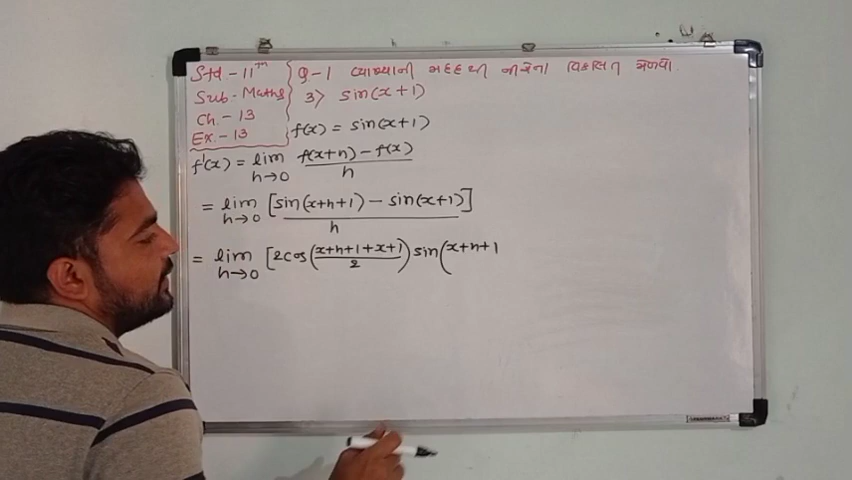 Std.-11th
Sub-Maths
Ch.-13
Ex.-13
Q-1 વ્યાખ્યાની મદદથી નીચેના વિકલિત મેળવો.
3> sin(x+1)
f(x) = sin(x+1)
f'(x) = lim h→0 f(x+h) - f(x) / h
= lim h→0 [sin(x+h+1) - sin(x+1)] / h
= lim h→0 [2cos(x+h+1+x+1 / 2) sin(x+h+1